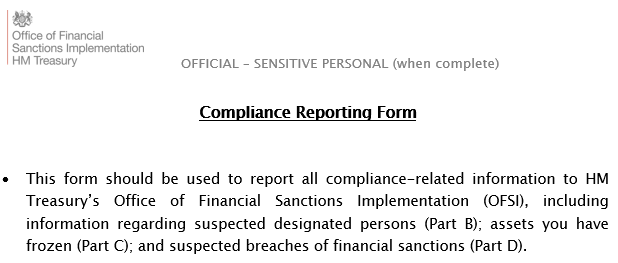 Office of Financial
Sanctions Implementation
HM Treasury
OFFICIAL – SENSITIVE PERSONAL (when complete)
Compliance Reporting Form
• This form should be used to report all compliance-related information to HM
Treasury’s Office of Financial Sanctions Implementation (OFSI), including
information regarding suspected designated persons (Part B); assets you have
frozen (Part C); and suspected breaches of financial sanctions (Part D).